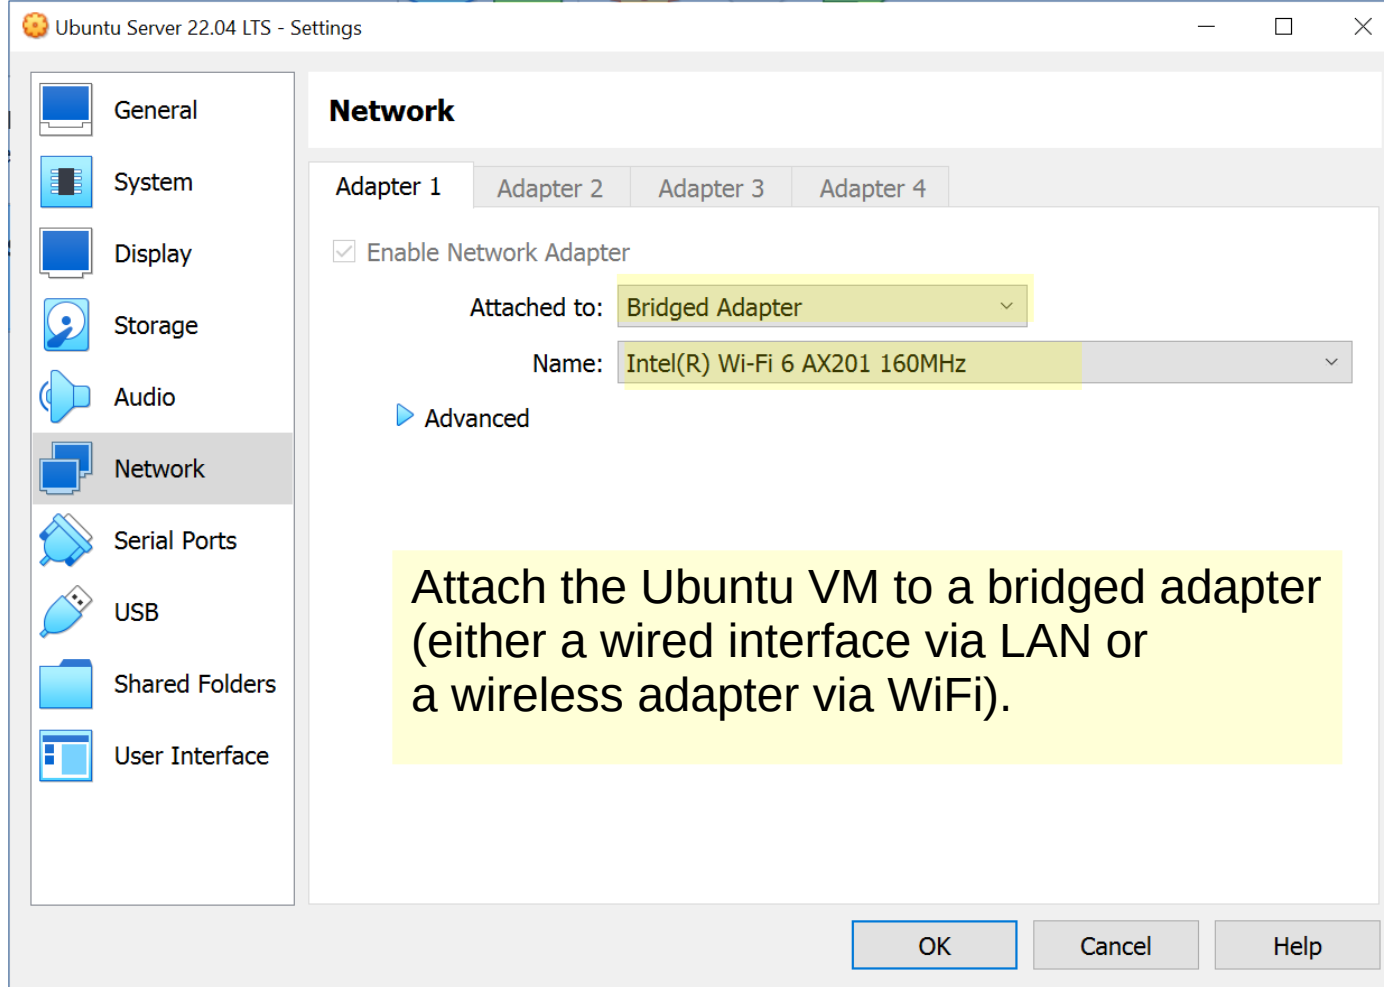 Ubuntu Server 22.04 LTS - Settings
General
System
Display
Storage
Audio
Network
Serial Ports
USB
Shared Folders
User Interface
Network
Adapter 1
Adapter 2
Adapter 3
Adapter 4
Enable Network Adapter
Attached to: Bridged Adapter
Name: Intel(R) Wi-Fi 6 AX201 160MHz
Advanced
Attach the Ubuntu VM to a bridged adapter
(either a wired interface via LAN or
a wireless adapter via WiFi).
OK
Cancel
Help